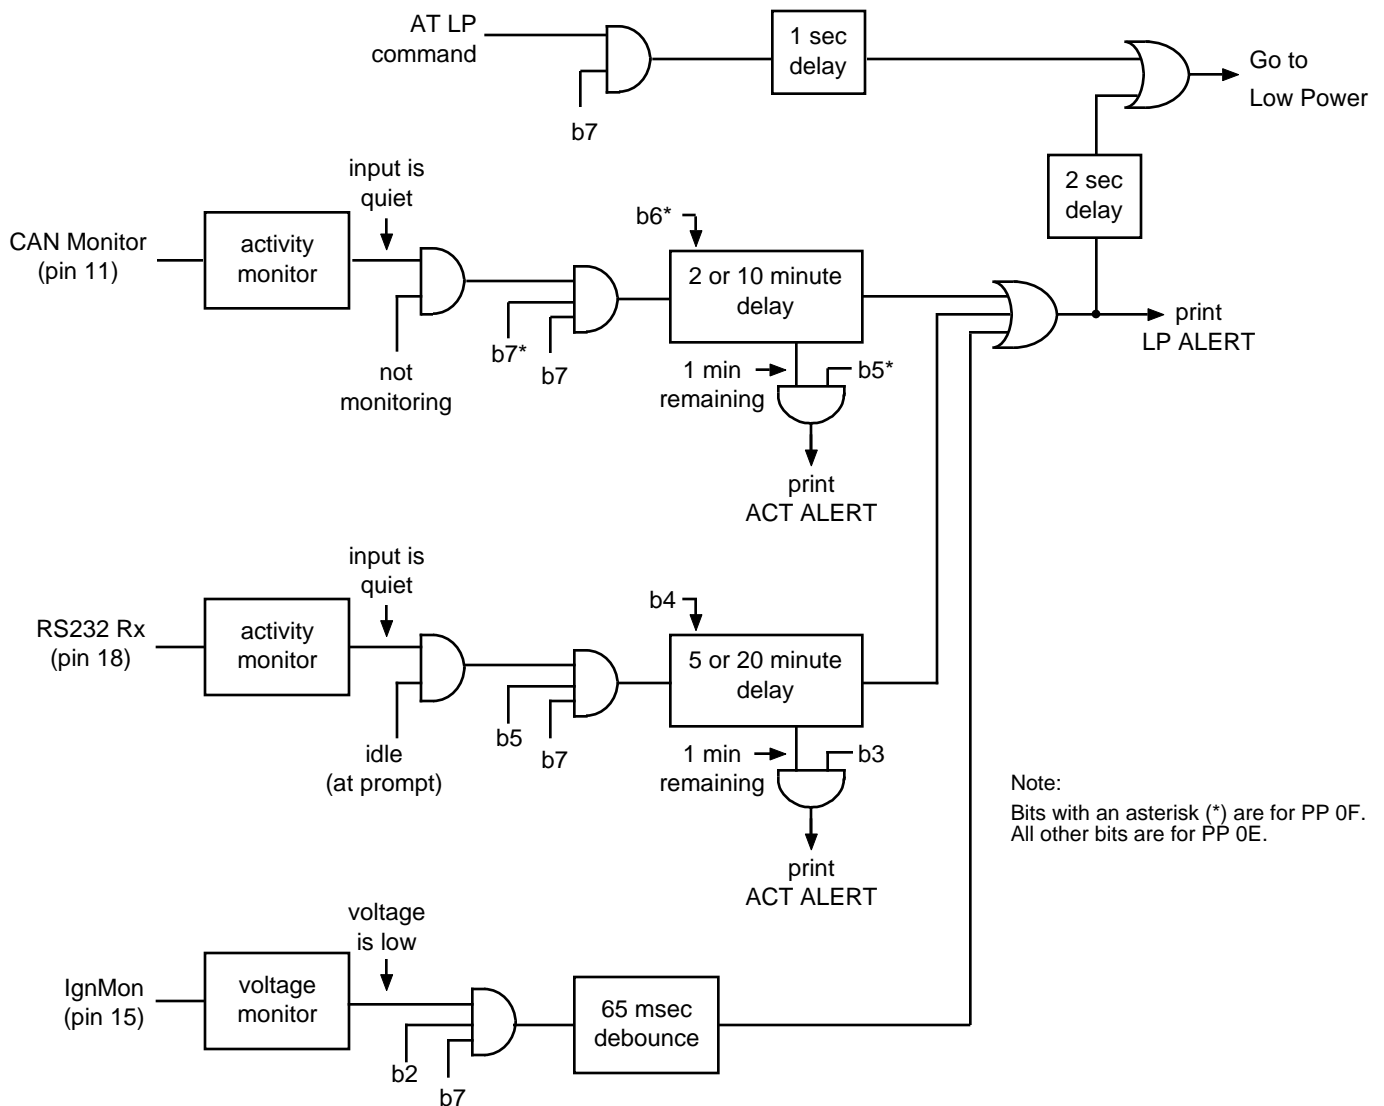 AT LP
command
b7
1 sec
delay
Go to
Low Power
2 sec
delay
input is
quiet
CAN Monitor
(pin 11)
activity
monitor
not
monitoring
b7*
b7
b6*
2 or 10 minute
delay
1 min
remaining
b5*
print
ACT ALERT
print
LP ALERT
input is
quiet
RS232 Rx
(pin 18)
activity
monitor
idle
(at prompt)
b5
b7
b4
5 or 20 minute
delay
1 min
remaining
b3
print
ACT ALERT
Note:
Bits with an asterisk (*) are for PP 0F.
All other bits are for PP 0E.
voltage
is low
IgnMon
(pin 15)
voltage
monitor
b2
b7
65 msec
debounce